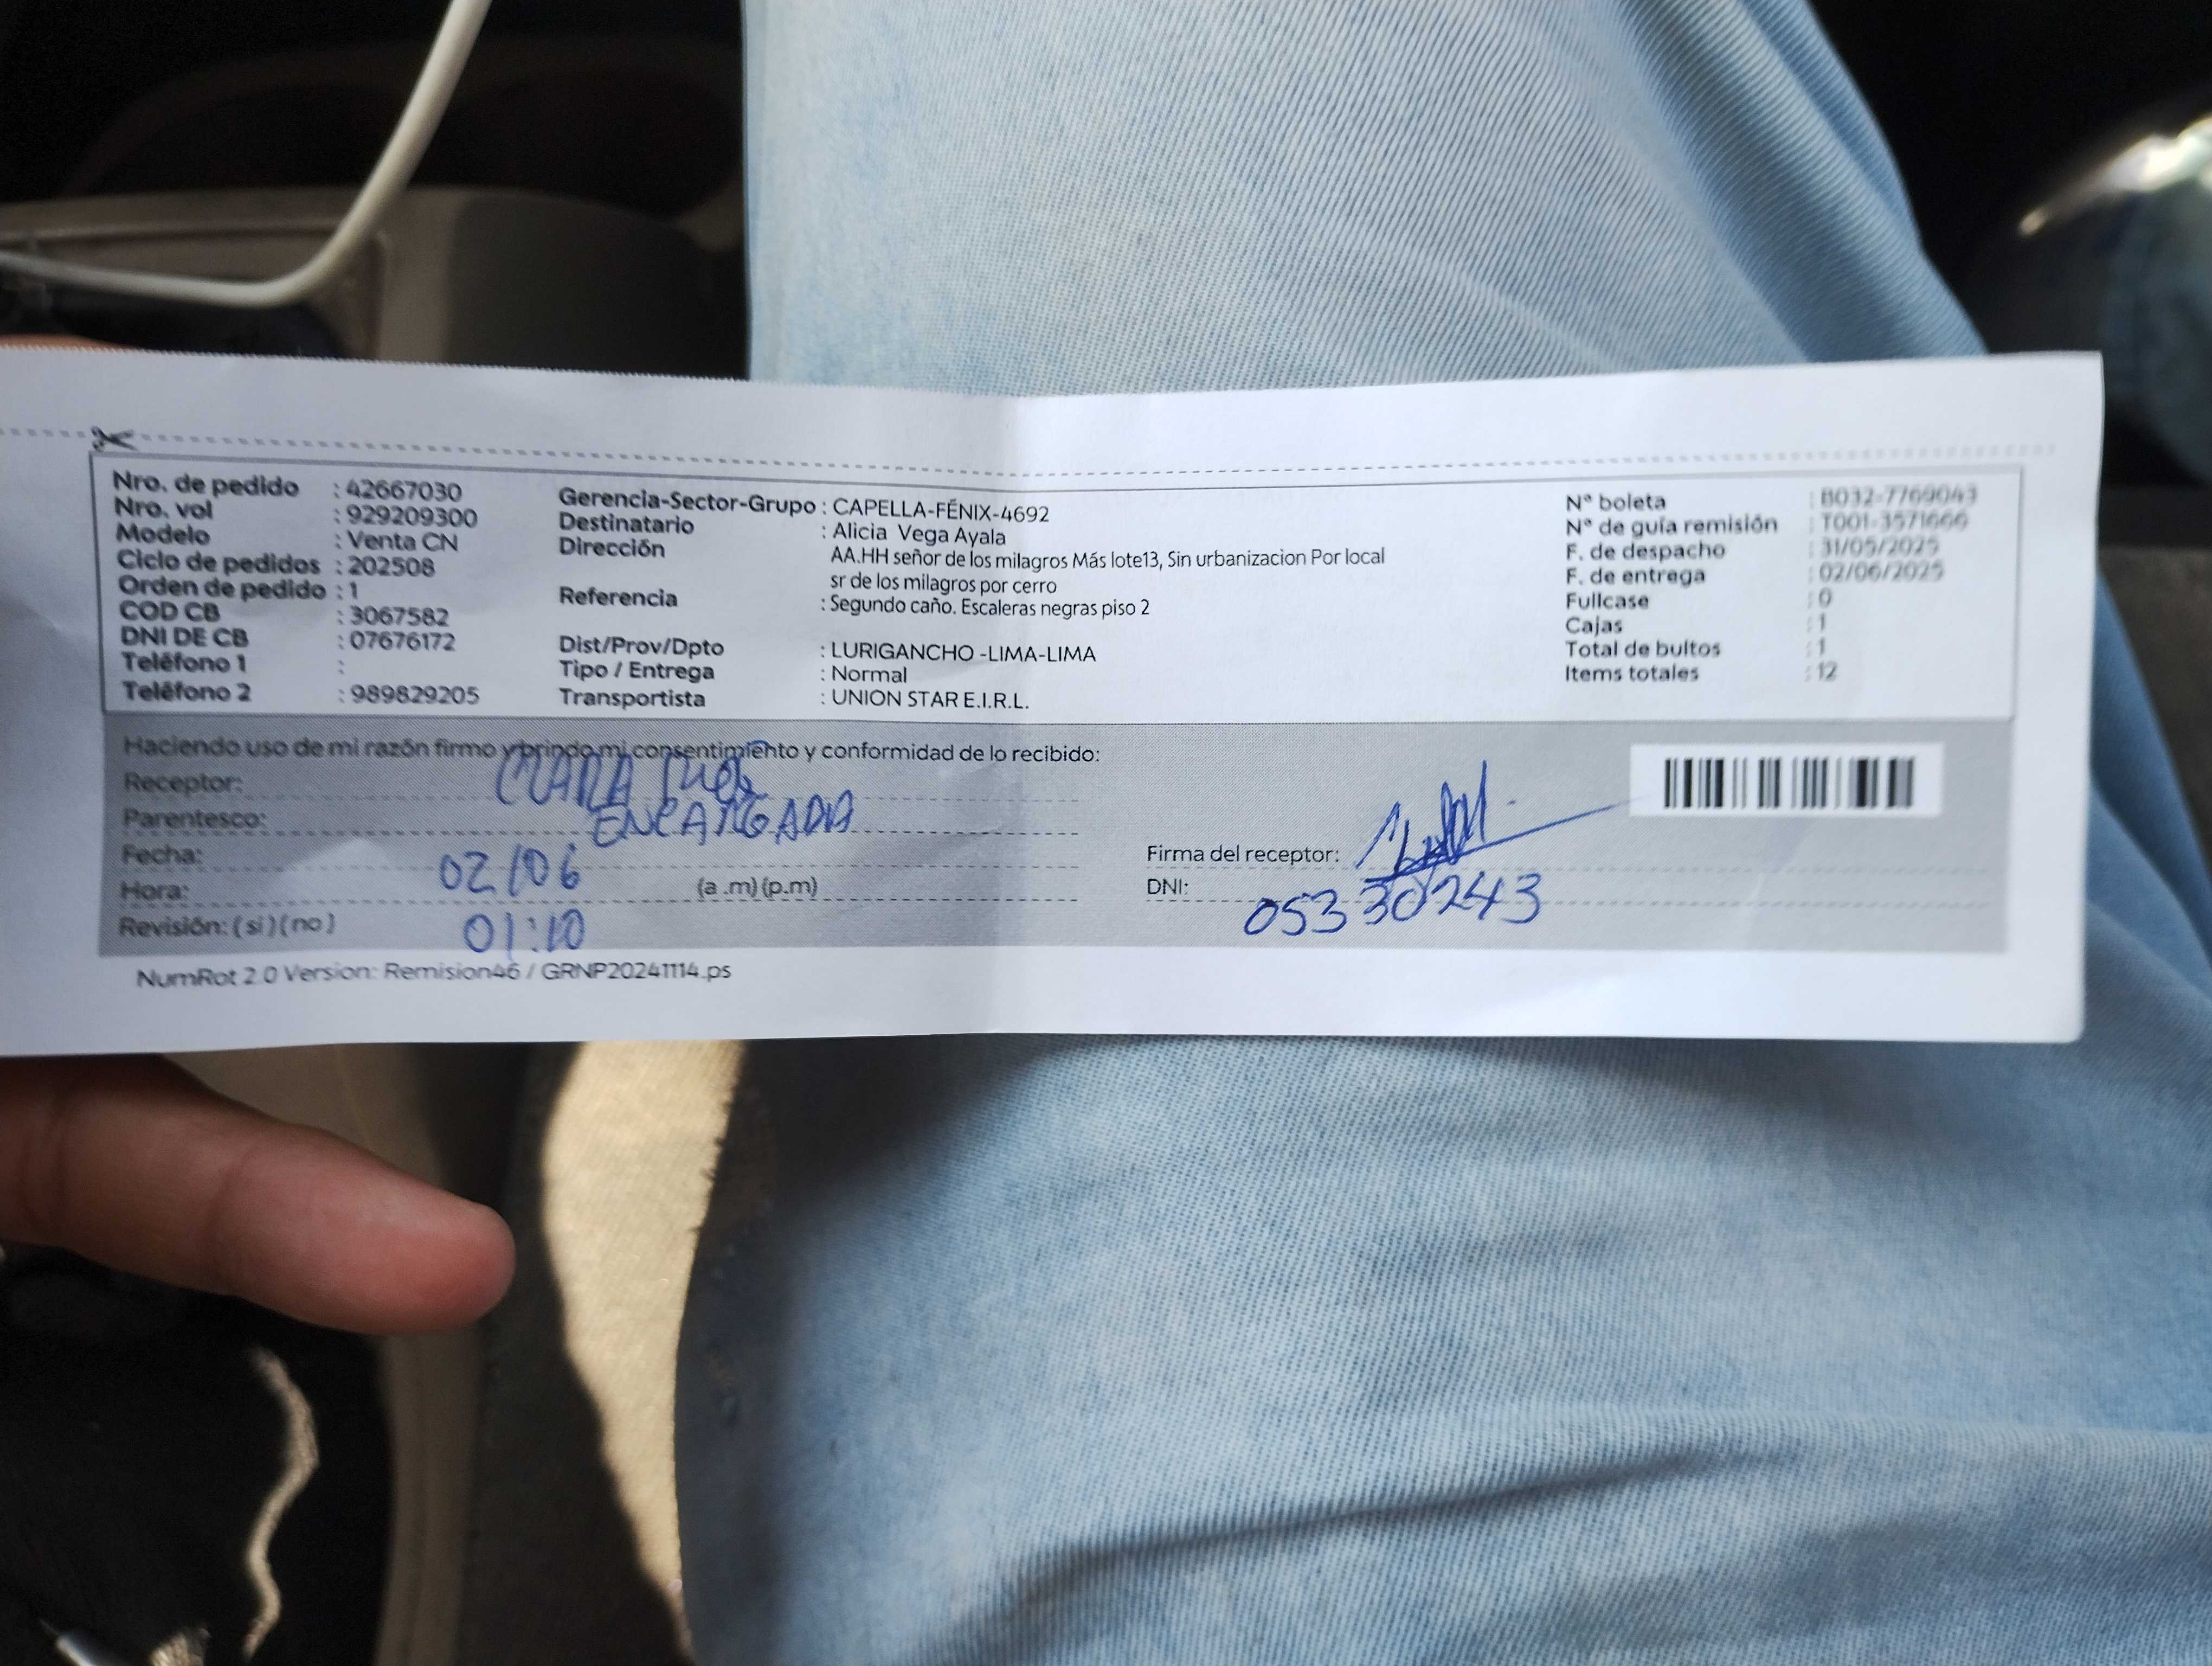 Nro. de pedido : 42667030
Nro. vol : 929209300
Modelo : Venta CN
Ciclo de pedidos : 202508
Orden de pedido : 1
COD CB : 3067582
DNI DE CB : 07676172
Teléfono 1 :
Teléfono 2 : 989829205
Gerencia-Sector-Grupo : CAPELLA-FÉNIX-4692
Destinatario : Alicia Vega Ayala
Dirección AA.HH señor de los milagros Más lote13, Sin urbanizacion Por local
sr de los milagros por cerro
Referencia : Segundo caño. Escaleras negras piso 2
Dist/Prov/Dpto : LURIGANCHO -LIMA-LIMA
Tipo / Entrega : Normal
Transportista : UNION STAR E.I.R.L.
N° boleta : B032-7769043
N° de guía remisión : T001-3571666
F. de despacho : 31/05/2025
F. de entrega : 02/06/2025
Fullcase : 0
Cajas : 1
Total de bultos : 1
Items totales : 12
Haciendo uso de mi razón firmo y brindo mi consentimiento y conformidad de lo recibido:
Receptor:
Parentesco: ENCARGADA
Fecha: 02/06
Hora: (a .m) (p.m)
Revisión: ( si ) ( no ) 01:10
Firma del receptor:
DNI: 05330243
NumRot 2.0 Version: Remision46 / GRNP20241114.ps